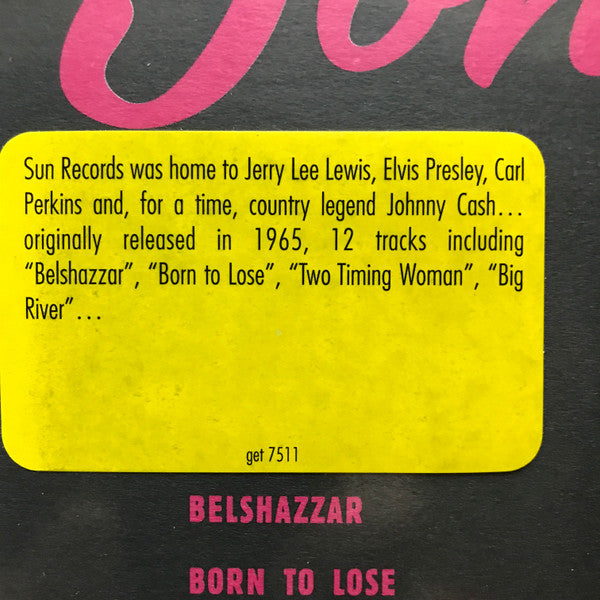 Sun Records was home to Jerry Lee Lewis, Elvis Presley, Carl
Perkins and, for a time, country legend Johnny Cash...
originally released in 1965, 12 tracks including
“Belshazzar”, “Born to Lose”, “Two Timing Woman”, “Big
River”...
get 7511
BELSHAZZAR
BORN TO LOSE